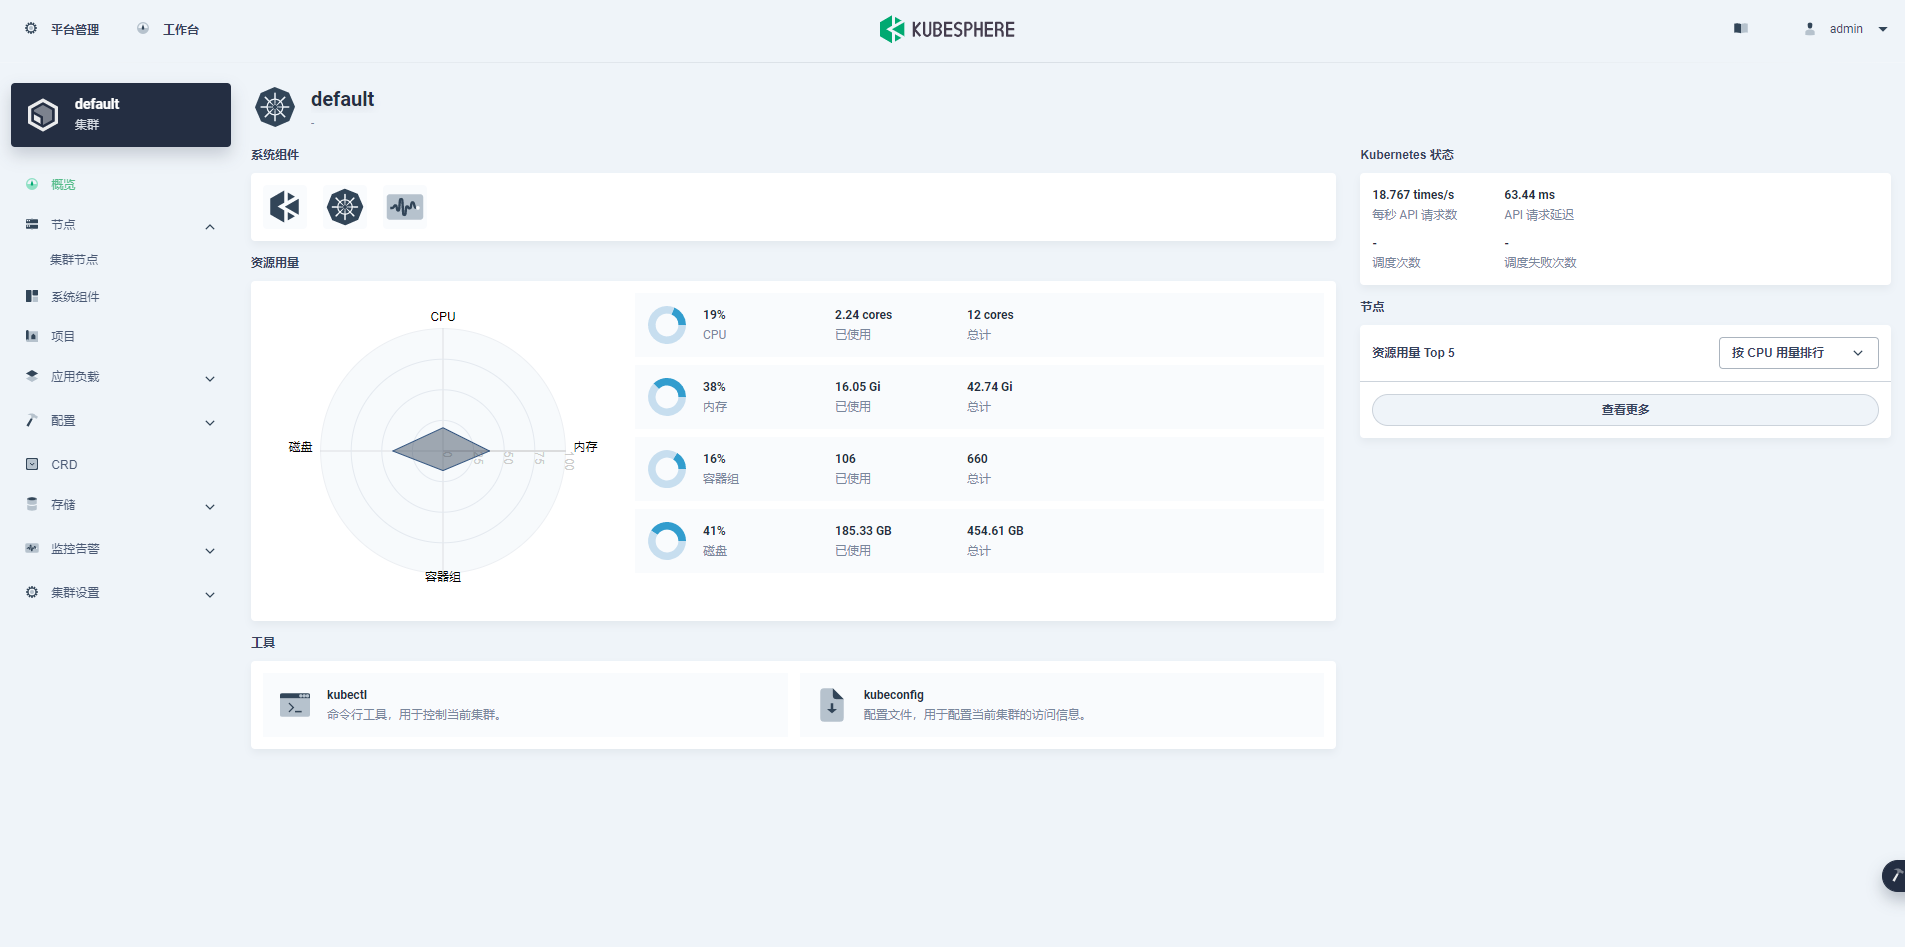 平台管理
工作台
KUBESPHERE
admin
default
集群
概览
节点
集群节点
系统组件
项目
应用负载
配置
CRD
存储
监控告警
集群设置
default
-
系统组件
资源用量
CPU
内存
容器组
磁盘
0
25
50
75
100
19%
CPU
2.24 cores
已使用
12 cores
总计
38%
内存
16.05 Gi
已使用
42.74 Gi
总计
16%
容器组
106
已使用
660
总计
41%
磁盘
185.33 GB
已使用
454.61 GB
总计
工具
kubectl
命令行工具，用于控制当前集群。
kubeconfig
配置文件，用于配置当前集群的访问信息。
Kubernetes 状态
18.767 times/s
每秒 API 请求数
63.44 ms
API 请求延迟
-
调度次数
-
调度失败次数
节点
资源用量 Top 5
按 CPU 用量排行
查看更多